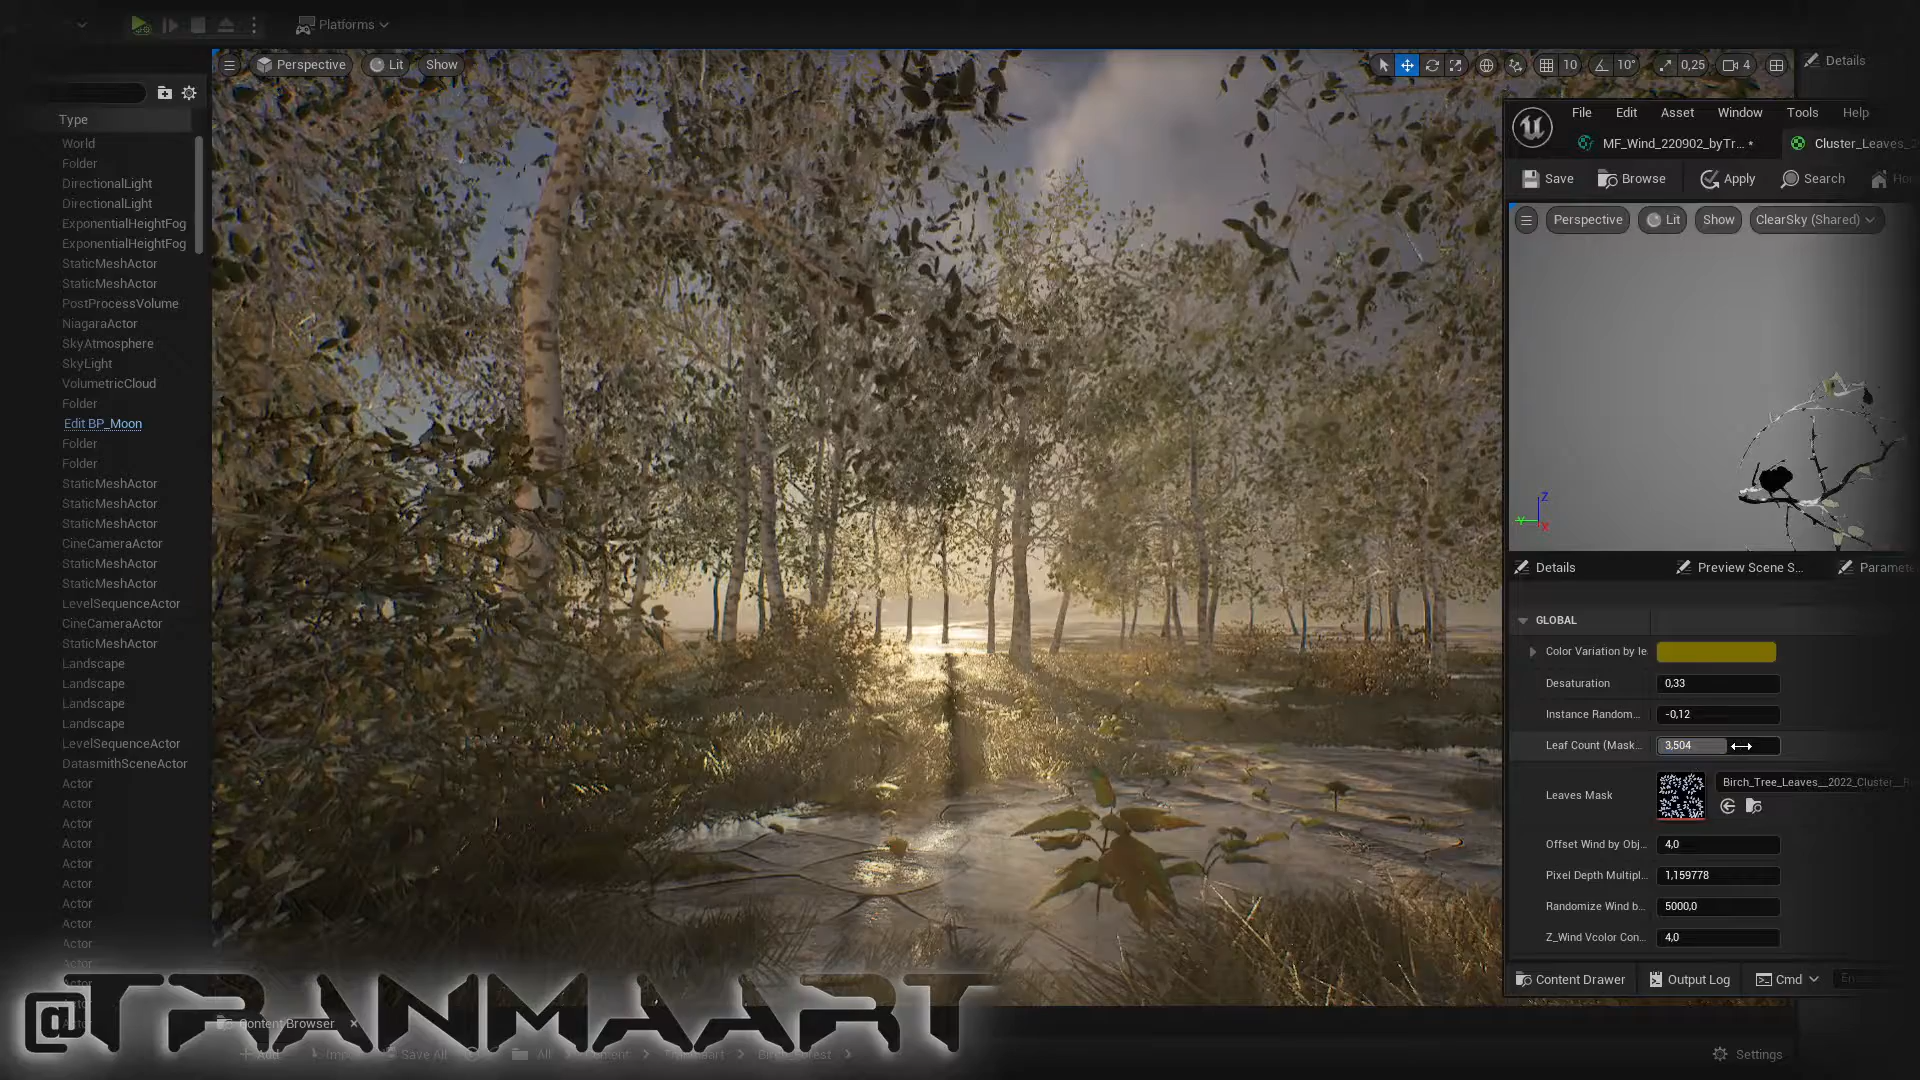 Platforms
Perspective
Lit
Show
10
10°
0,25
4
Details
Type
World
Folder
DirectionalLight
DirectionalLight
ExponentialHeightFog
ExponentialHeightFog
StaticMeshActor
StaticMeshActor
PostProcessVolume
NiagaraActor
SkyAtmosphere
SkyLight
VolumetricCloud
Folder
Edit BP_Moon
Folder
Folder
StaticMeshActor
StaticMeshActor
StaticMeshActor
CineCameraActor
StaticMeshActor
StaticMeshActor
LevelSequenceActor
CineCameraActor
StaticMeshActor
Landscape
Landscape
Landscape
Landscape
LevelSequenceActor
DatasmithSceneActor
Actor
Actor
Actor
Actor
Actor
Actor
Actor
Actor
Actor
Actor
File Edit Asset Window Tools Help
MF_Wind_220902_byTr... •
Cluster_Leaves_
Save Browse Apply Search
Perspective Lit Show ClearSky (Shared)
Z
Y
X
Details Preview Scene S... Paramete
GLOBAL
Color Variation by le
Desaturation 0,33
Instance Random... -0,12
Leaf Count (Mask... 3,504
Leaves Mask Birch_Tree_Leaves__2022_Cluster__
Offset Wind by Obj... 4,0
Pixel Depth Multipl... 1,159778
Randomize Wind b... 5000,0
Z_Wind Vcolor Con... 4,0
Content Drawer Output Log Cmd
@TRANMAART
Content Browser
Add Save All All
Settings